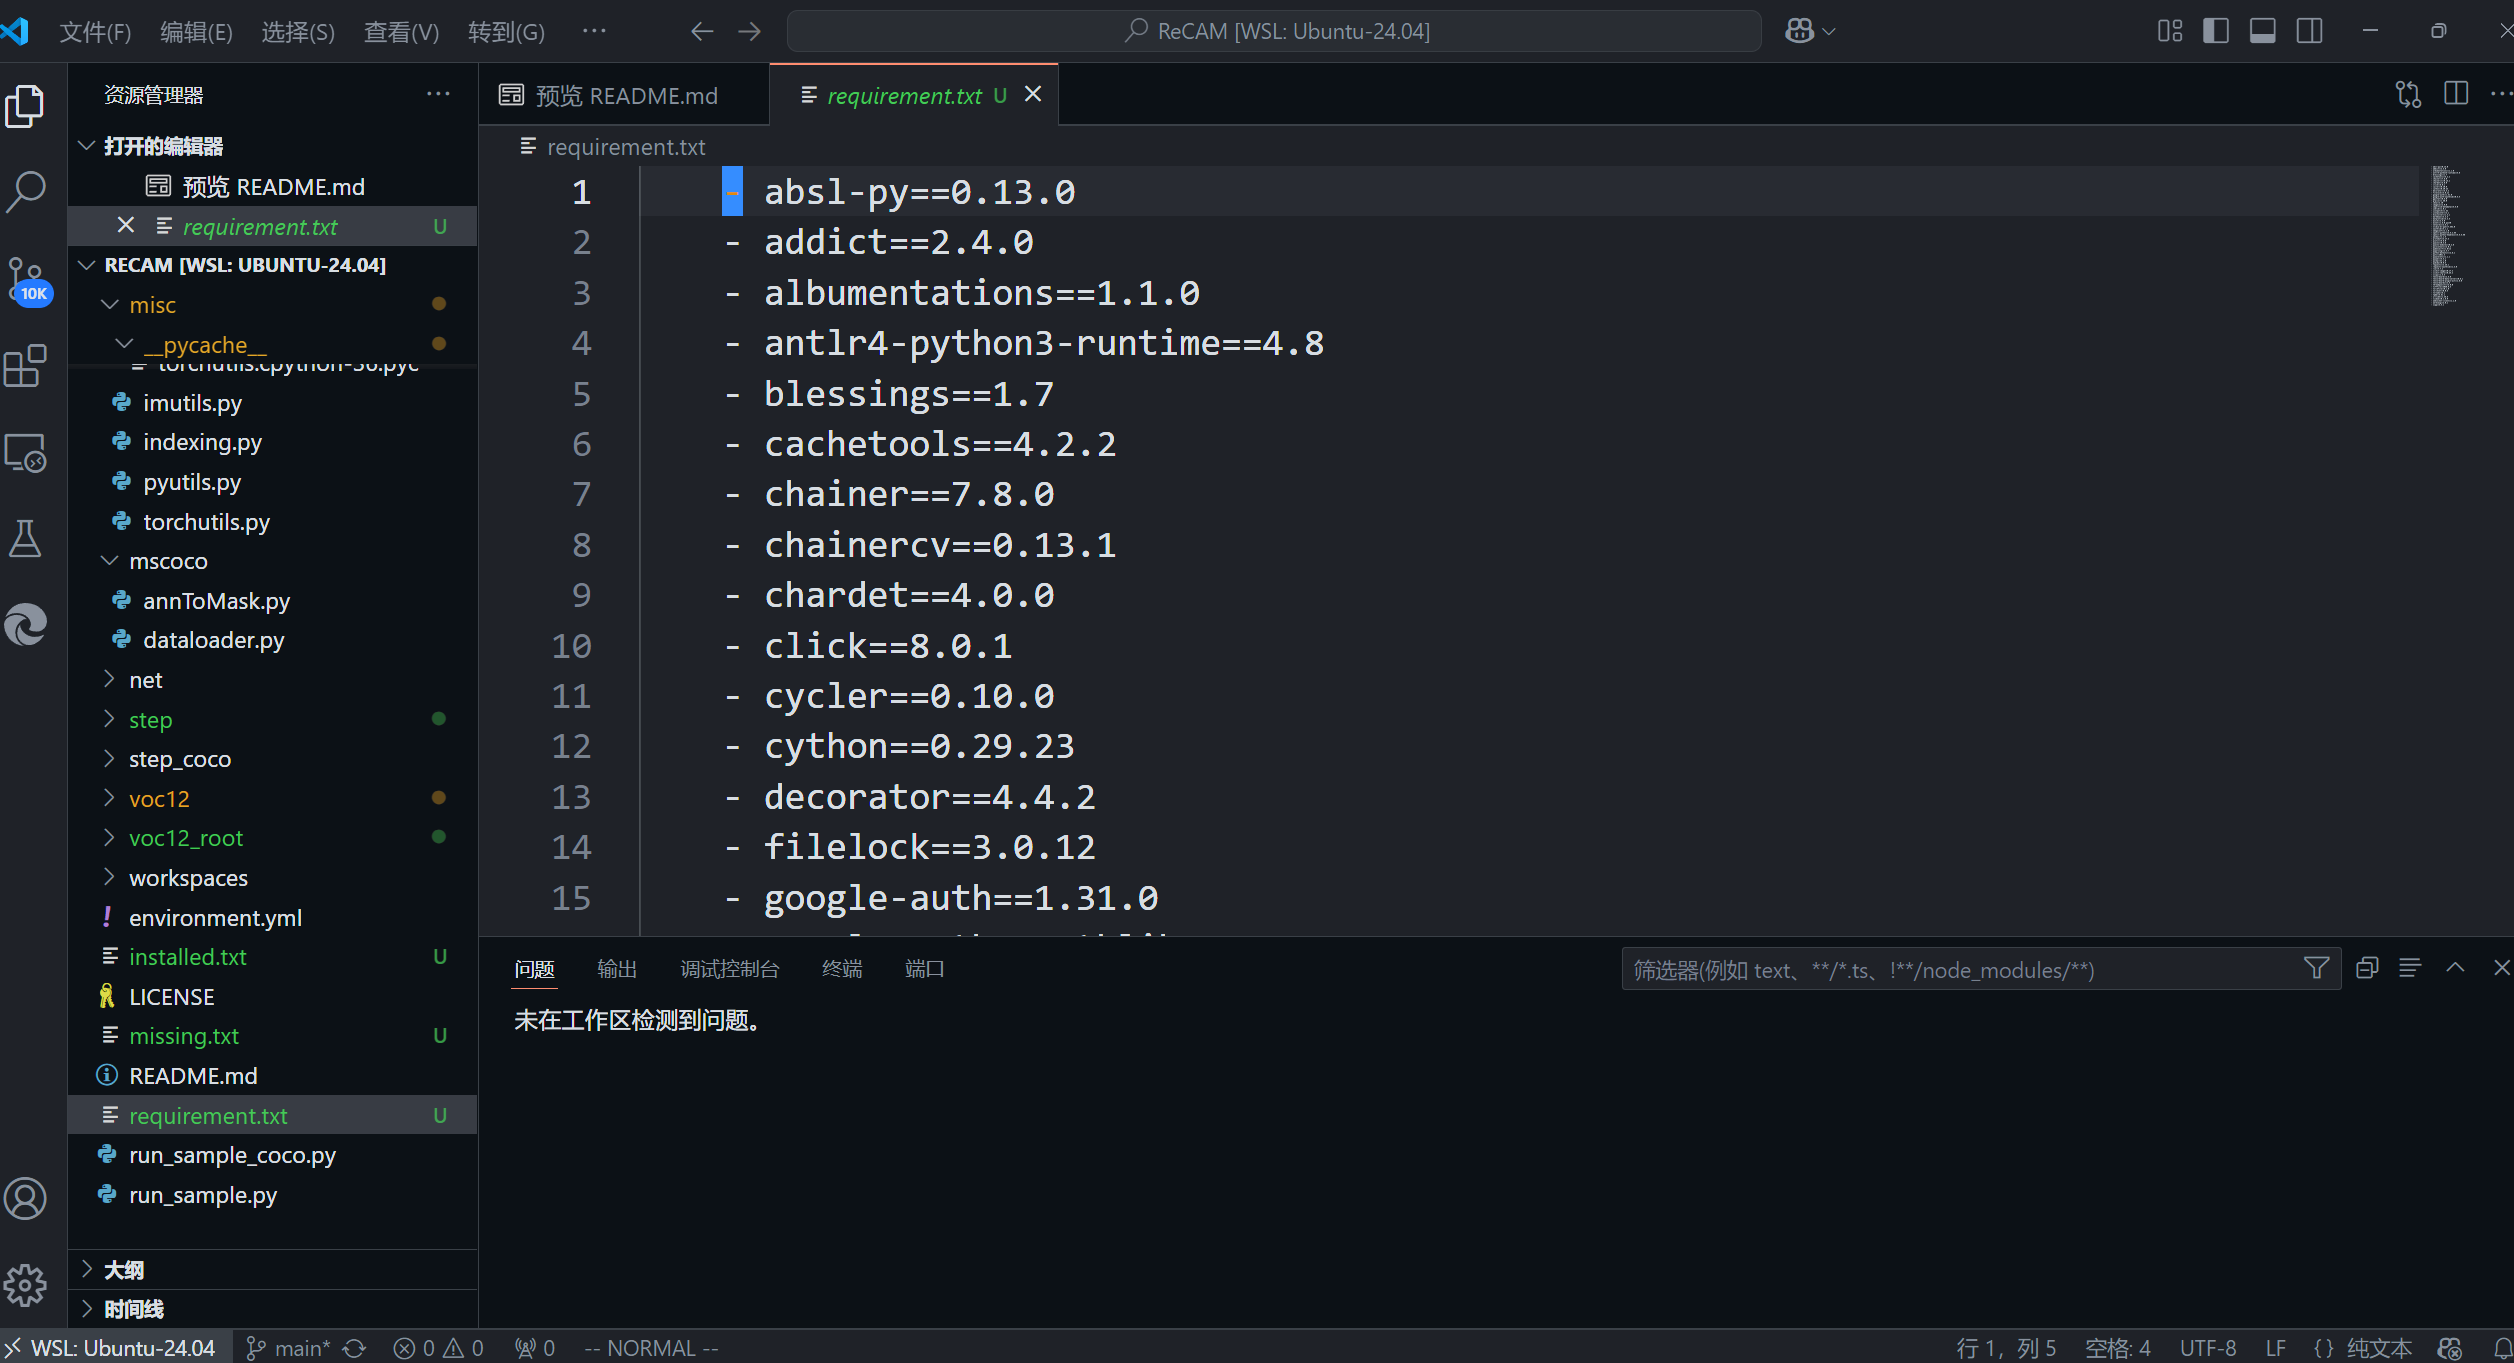 文件(F) 编辑(E) 选择(S) 查看(V) 转到(G) ··· ReCAM [WSL: Ubuntu-24.04]
资源管理器 ···
打开的编辑器
预览 README.md
requirement.txt U
RECAM [WSL: UBUNTU-24.04]
misc
__pycache__
torchutils.cpython-36.pyc
imutils.py
indexing.py
pyutils.py
torchutils.py
mscoco
annToMask.py
dataloader.py
net
step
step_coco
voc12
voc12_root
workspaces
environment.yml
installed.txt U
LICENSE
missing.txt U
README.md
requirement.txt U
run_sample_coco.py
run_sample.py
大纲
时间线
10K
预览 README.md requirement.txt U
requirement.txt
1 - absl-py==0.13.0
2 - addict==2.4.0
3 - albumentations==1.1.0
4 - antlr4-python3-runtime==4.8
5 - blessings==1.7
6 - cachetools==4.2.2
7 - chainer==7.8.0
8 - chainercv==0.13.1
9 - chardet==4.0.0
10 - click==8.0.1
11 - cycler==0.10.0
12 - cython==0.29.23
13 - decorator==4.4.2
14 - filelock==3.0.12
15 - google-auth==1.31.0
问题 输出 调试控制台 终端 端口 筛选器(例如 text、**/*.ts、!**/node_modules/**)
未在工作区检测到问题。
WSL: Ubuntu-24.04 main* 0 0 0 -- NORMAL -- 行 1，列 5 空格: 4 UTF-8 LF {} 纯文本